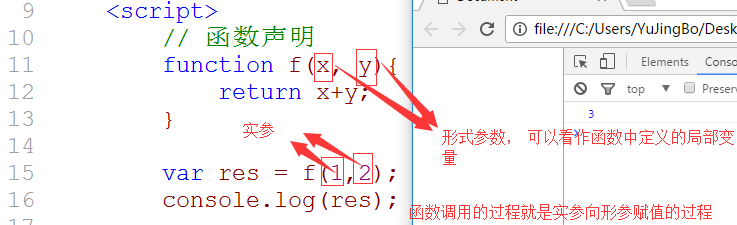 Document
file:///C:/Users/YuJingBo/Desk
9 <script>
10 // 函数声明
11 function f(x, y){
12 return x+y;
13 }
14
15 var res = f(1,2);
16 console.log(res);
实参
Elements Conso
top Preserve
3
形式参数， 可以看作函数中定义的局部变
量
函数调用的过程就是实参向形参赋值的过程